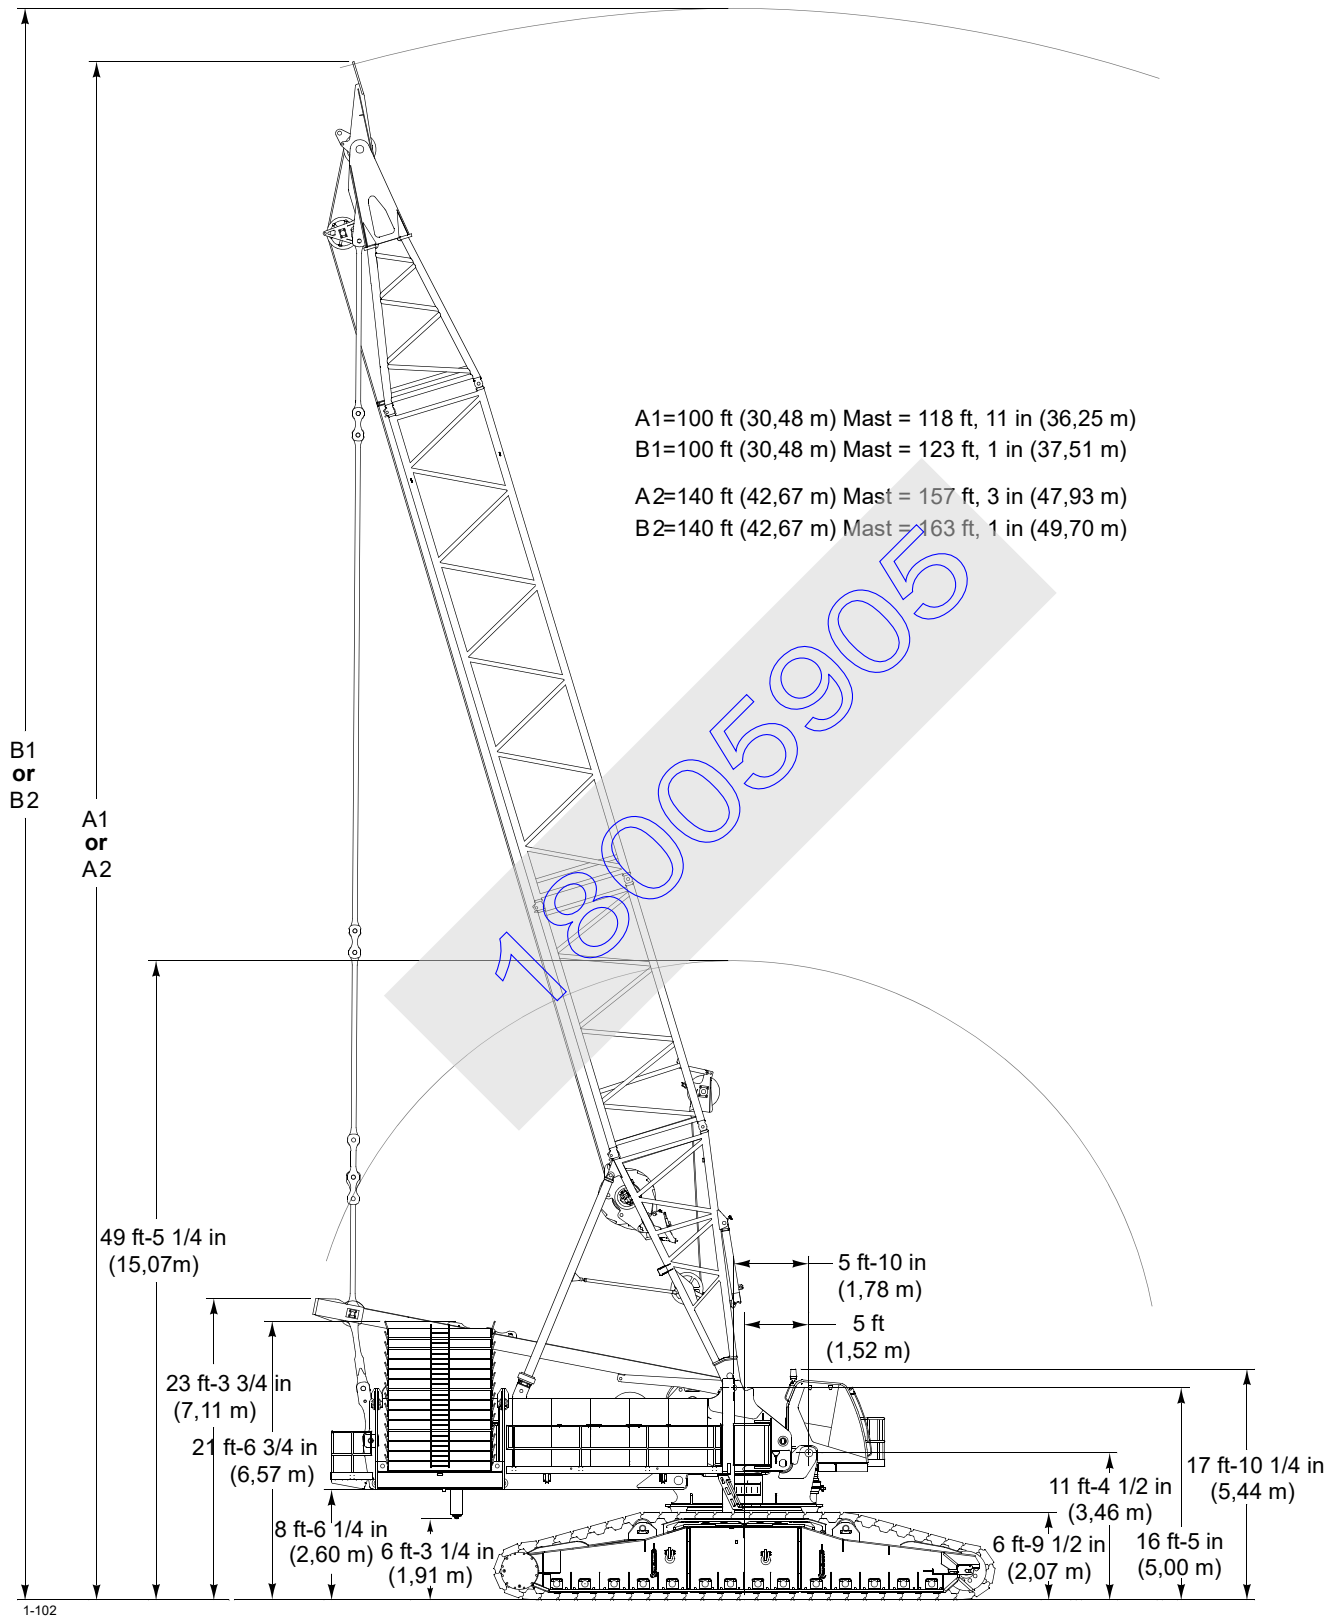 A1=100 ft (30,48 m) Mast = 118 ft, 11 in (36,25 m)
B1=100 ft (30,48 m) Mast = 123 ft, 1 in (37,51 m)
A2=140 ft (42,67 m) Mast = 157 ft, 3 in (47,93 m)
B2=140 ft (42,67 m) Mast = 163 ft, 1 in (49,70 m)
18005905
B1
or
B2
A1
or
A2
49 ft-5 1/4 in
(15,07m)
5 ft-10 in
(1,78 m)
5 ft
(1,52 m)
23 ft-3 3/4 in
(7,11 m)
21 ft-6 3/4 in
(6,57 m)
17 ft-10 1/4 in
(5,44 m)
11 ft-4 1/2 in
(3,46 m)
8 ft-6 1/4 in
(2,60 m)
6 ft-3 1/4 in
(1,91 m)
6 ft-9 1/2 in
(2,07 m)
16 ft-5 in
(5,00 m)
1-102